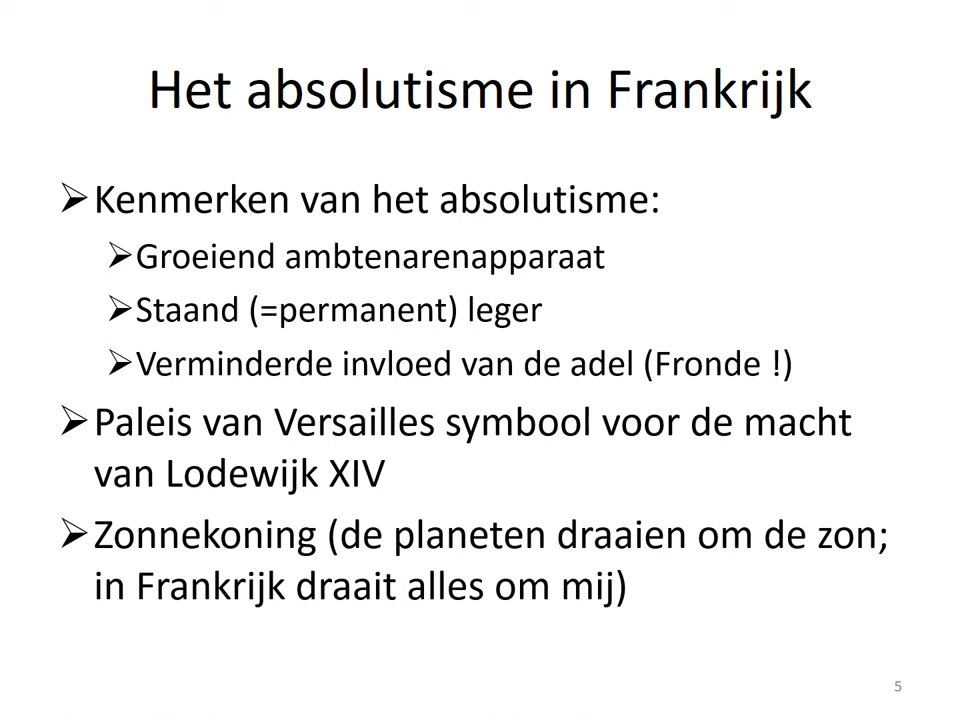 Het absolutisme in Frankrijk
➢Kenmerken van het absolutisme:
➢Groeiend ambtenarenapparaat
➢Staand (=permanent) leger
➢Verminderde invloed van de adel (Fronde !)
➢Paleis van Versailles symbool voor de macht
van Lodewijk XIV
➢Zonnekoning (de planeten draaien om de zon;
in Frankrijk draait alles om mij)
5